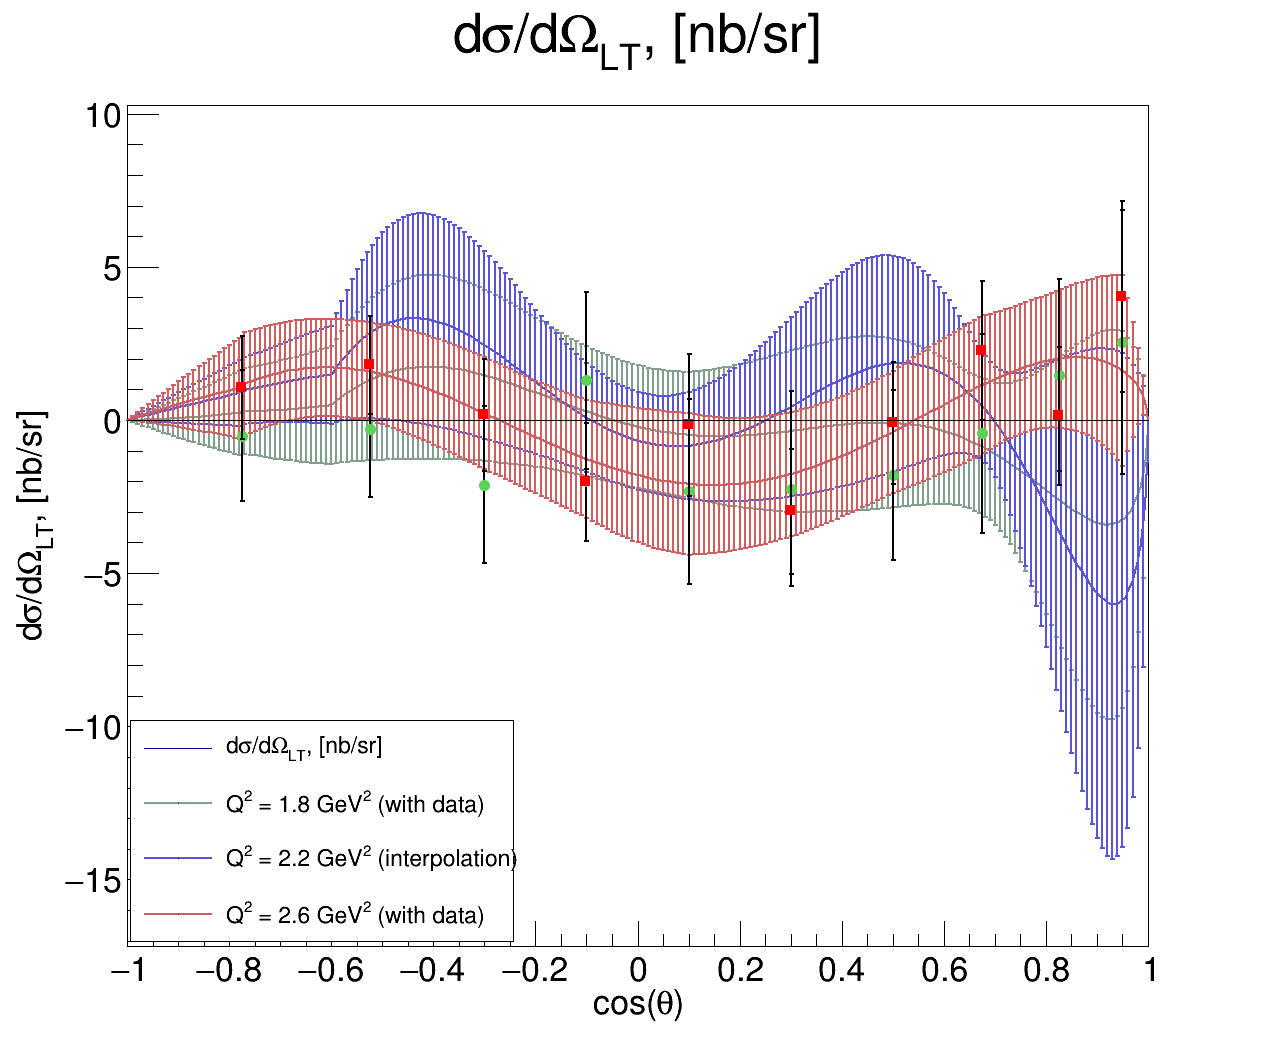 dσ/dΩ_LT, [nb/sr]
dσ/dΩ_LT, [nb/sr]
10
5
0
−5
−10
−15
dσ/dΩ_LT, [nb/sr]
Q² = 1.8 GeV² (with data)
Q² = 2.2 GeV² (interpolation)
Q² = 2.6 GeV² (with data)
−1 −0.8 −0.6 −0.4 −0.2 0 0.2 0.4 0.6 0.8 1
cos(θ)